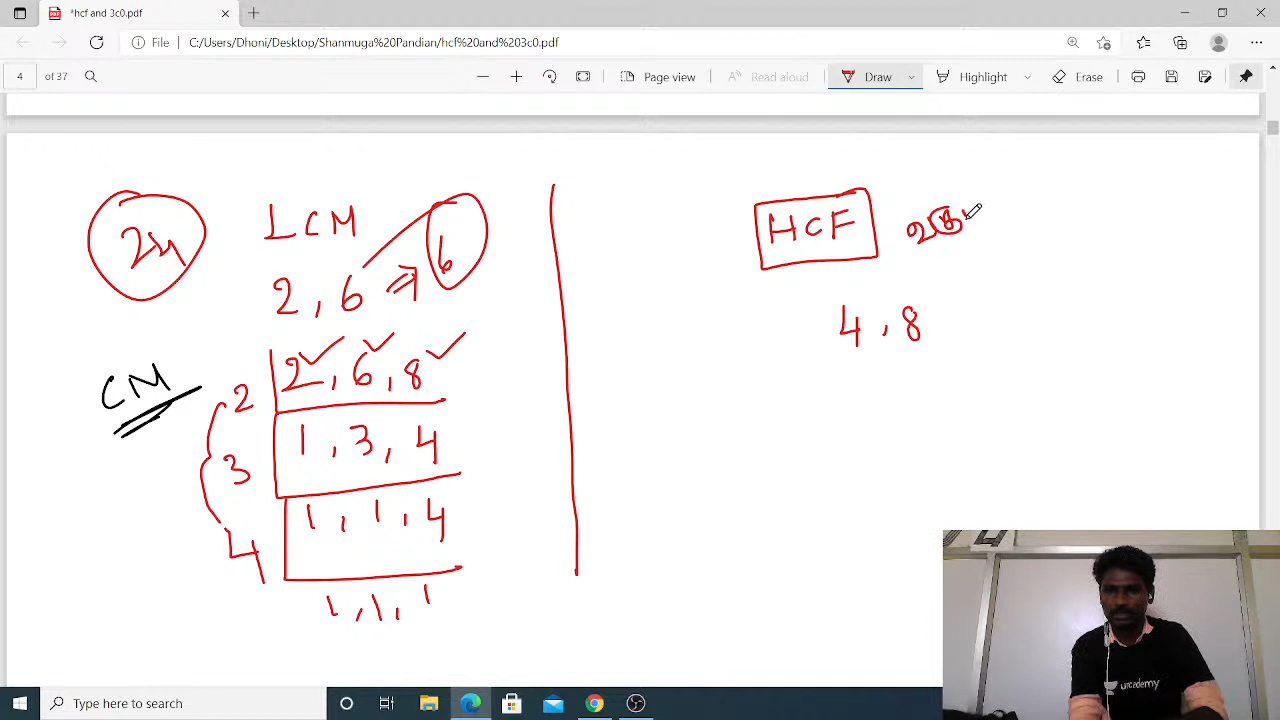 *hcf and 3c0.pdf
File C:/Users/Dhoni/Desktop/Shanmuga%20Pandian/hcf%20and%203c0.pdf
4 of 37 Page view Read aloud Draw Highlight Erase
24
LCM
2, 6 ⇒ 6
2, 6, 8
2
1, 3, 4
3
1, 1, 4
4
1, 1, 1
CM
HCF
4, 8
unacademy
Type here to search